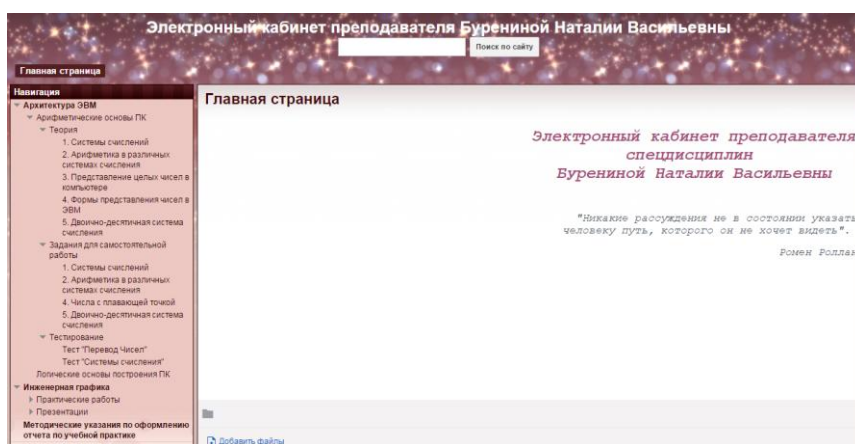 Электронный кабинет преподавателя Бурениной Наталии Васильевны
Поиск по сайту
Главная страница
Навигация
Архитектура ЭВМ
Арифметические основы ПК
Теория
1. Системы счислений
2. Арифметика в различных
системах счисления
3. Представление целых чисел в
компьютере
4. Формы представления чисел в
ЭВМ
5. Двоично-десятичная система
счисления
Задания для самостоятельной
работы
1. Системы счислений
2. Арифметика в различных
системах счисления
4. Числа с плавающей точкой
5. Двоично-десятичная система
счисления
Тестирование
Тест "Перевод Чисел"
Тест "Системы счисления"
Логические основы построения ПК
Инженерная графика
Практические работы
Презентации
Методические указания по оформлению
отчета по учебной практике
Главная страница
Электронный кабинет преподавателя
спецдисциплин
Бурениной Наталии Васильевны
"Никакие рассуждения не в состоянии указать
человеку путь, которого он не хочет видеть".
Ромен Роллан
Добавить файлы